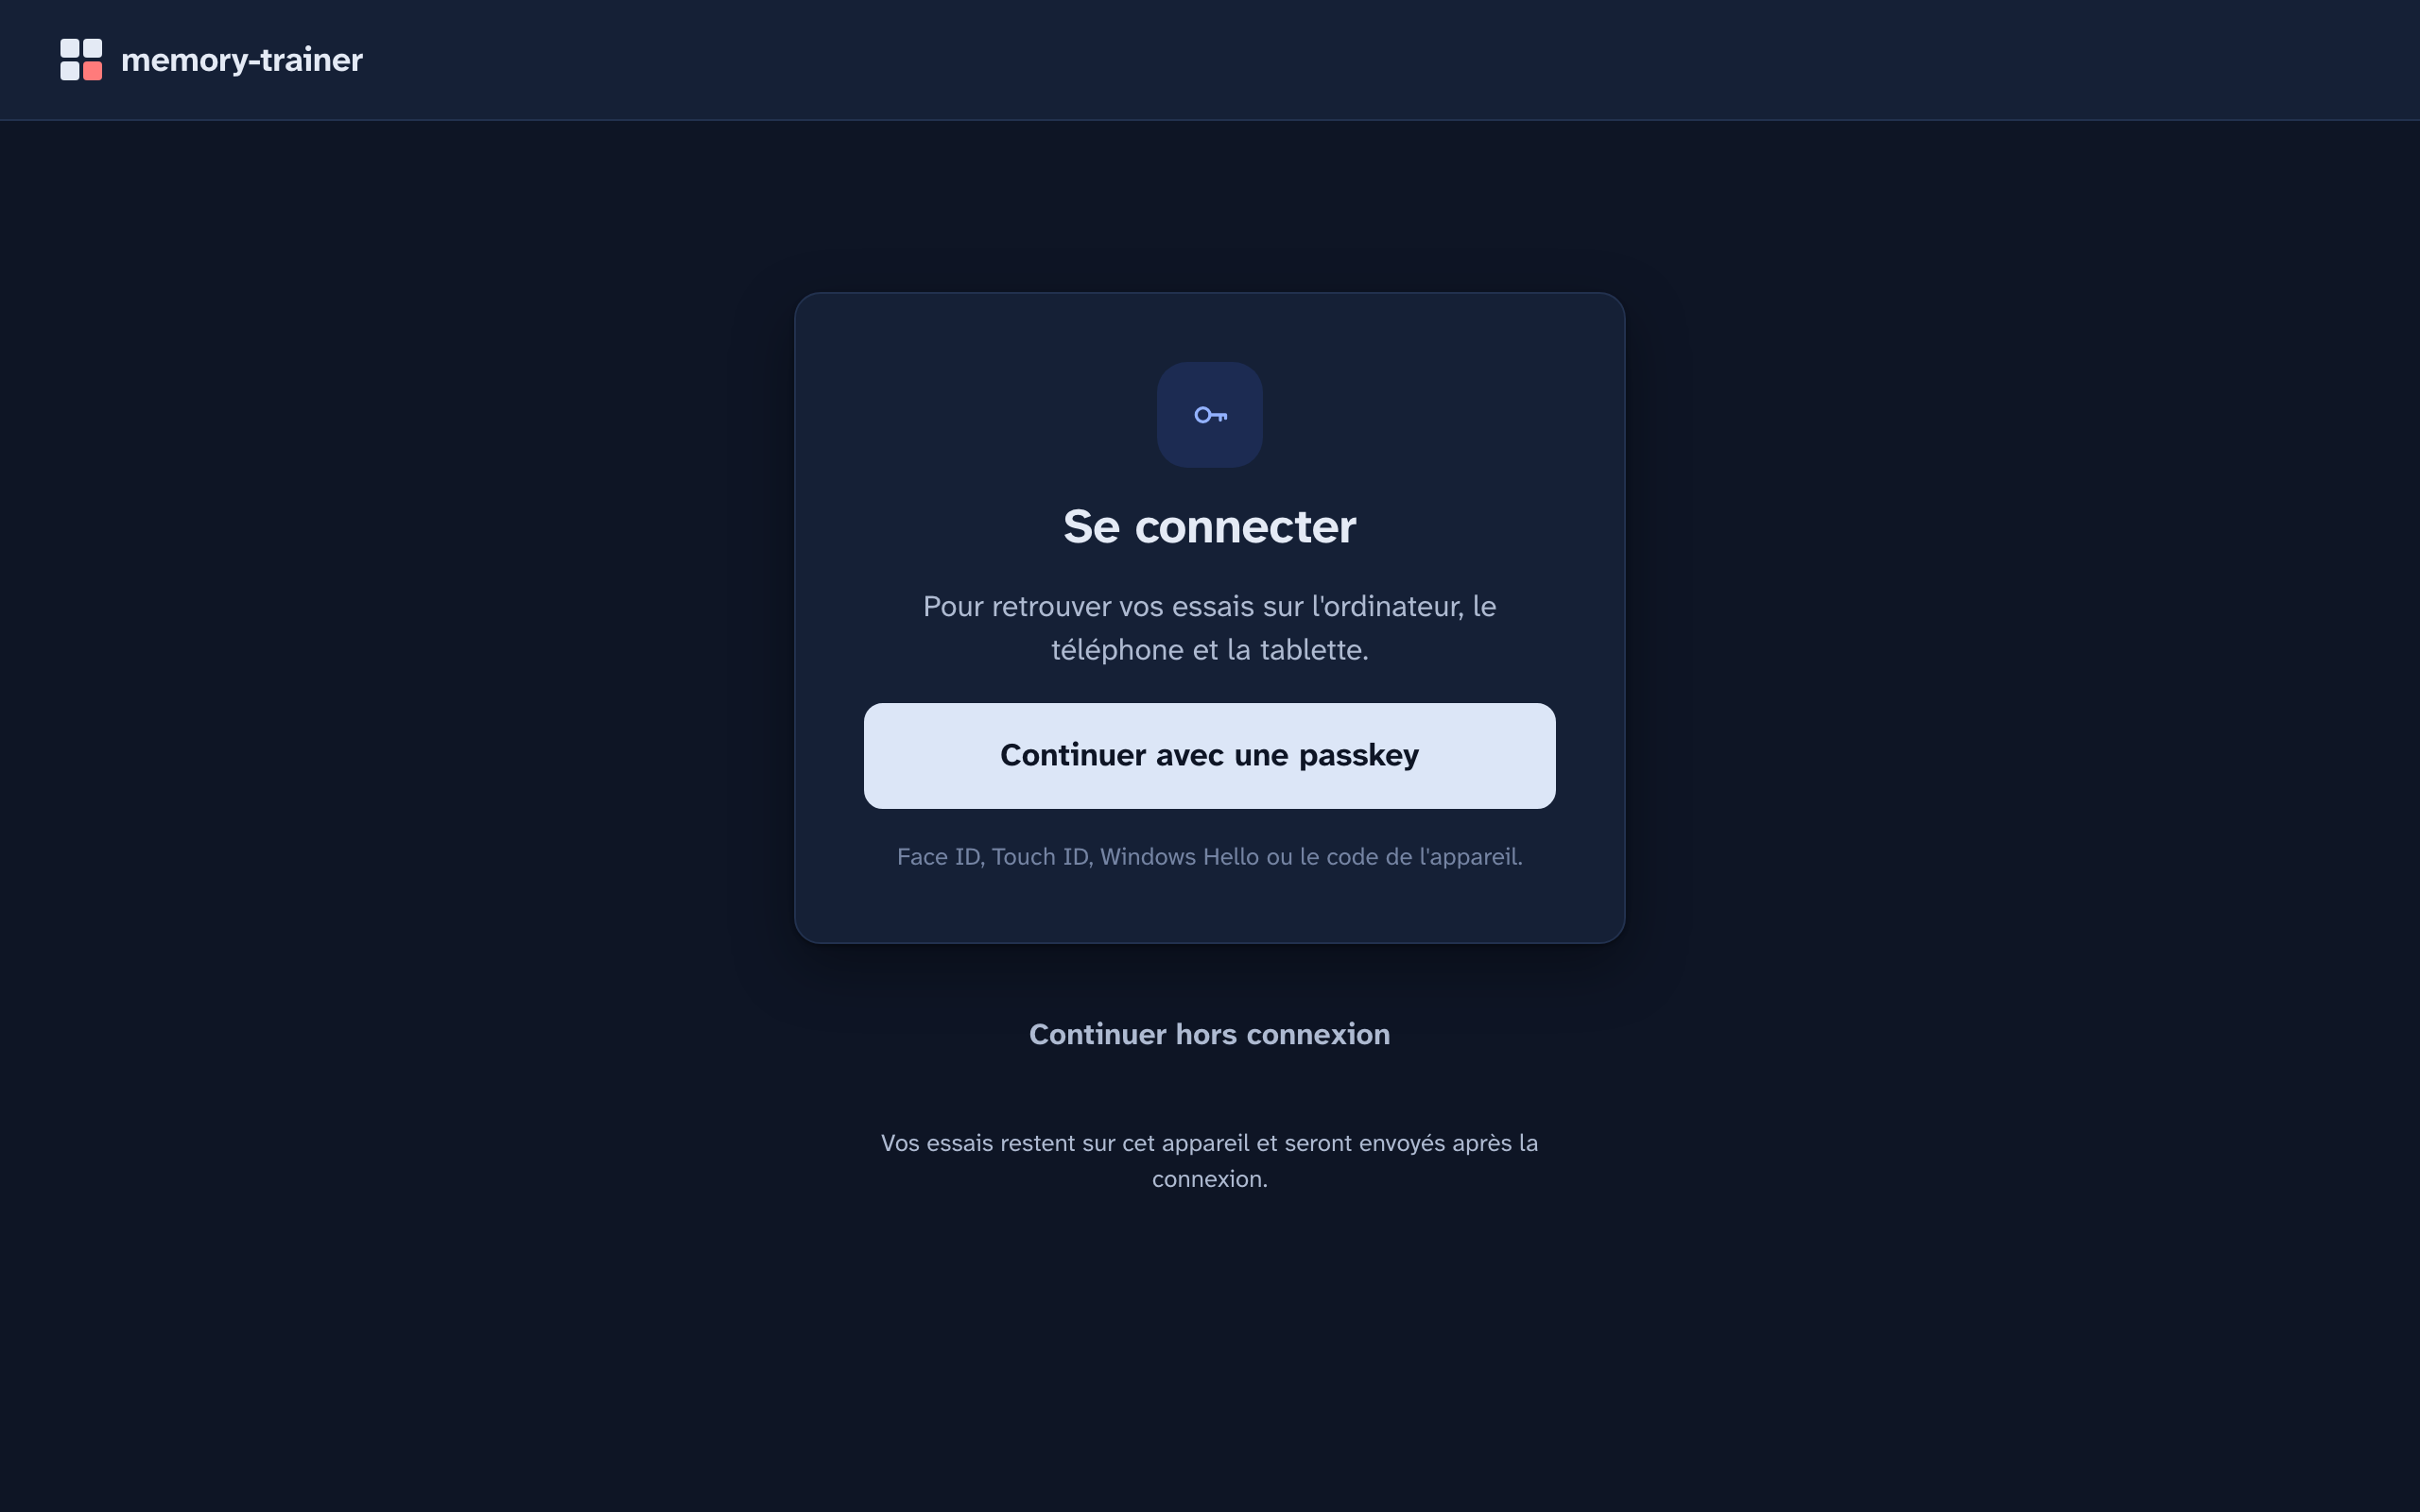 memory-trainer
Se connecter
Pour retrouver vos essais sur l'ordinateur, le
téléphone et la tablette.
Continuer avec une passkey
Face ID, Touch ID, Windows Hello ou le code de l'appareil.
Continuer hors connexion
Vos essais restent sur cet appareil et seront envoyés après la
connexion.